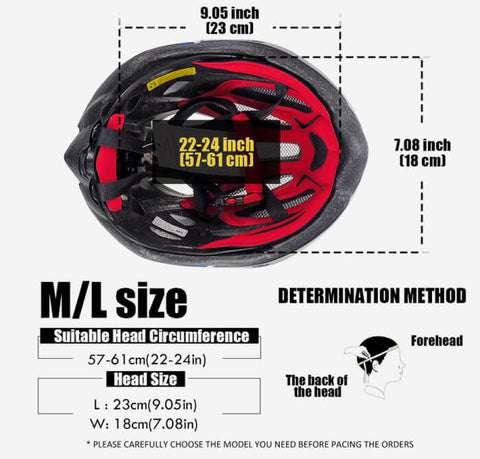 9.05 inch
(23 cm)
22-24 inch
(57-61 cm)
7.08 inch
(18 cm)
M/L size
Suitable Head Circumference
57-61cm(22-24in)
Head Size
L : 23cm(9.05in)
W: 18cm(7.08in)
DETERMINATION METHOD
Forehead
The back of
the head
* PLEASE CAREFULLY CHOOSE THE MODEL YOU NEED BEFORE PACING THE ORDERS